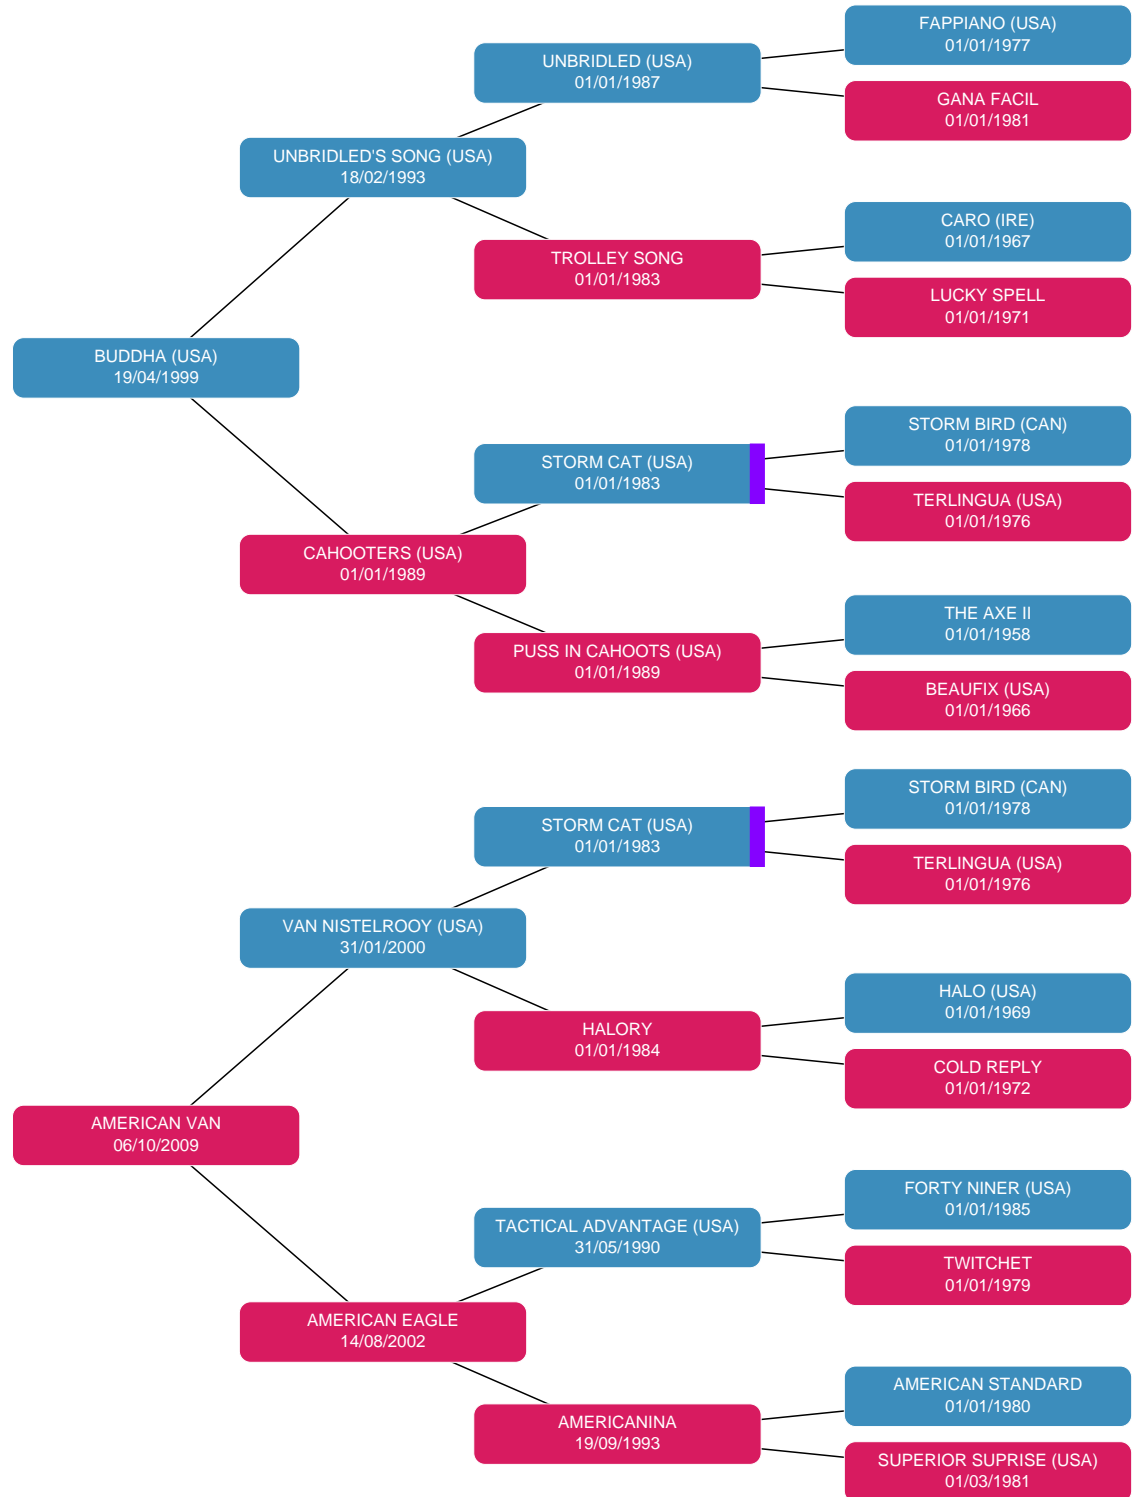 FAPPIANO (USA)
01/01/1977
UNBRIDLED (USA)
01/01/1987
GANA FACIL
01/01/1981
UNBRIDLED'S SONG (USA)
18/02/1993
CARO (IRE)
01/01/1967
TROLLEY SONG
01/01/1983
LUCKY SPELL
01/01/1971
BUDDHA (USA)
19/04/1999
STORM BIRD (CAN)
01/01/1978
STORM CAT (USA)
01/01/1983
TERLINGUA (USA)
01/01/1976
CAHOOTERS (USA)
01/01/1989
THE AXE II
01/01/1958
PUSS IN CAHOOTS (USA)
01/01/1989
BEAUFIX (USA)
01/01/1966
STORM BIRD (CAN)
01/01/1978
STORM CAT (USA)
01/01/1983
TERLINGUA (USA)
01/01/1976
VAN NISTELROOY (USA)
31/01/2000
HALO (USA)
01/01/1969
HALORY
01/01/1984
COLD REPLY
01/01/1972
AMERICAN VAN
06/10/2009
FORTY NINER (USA)
01/01/1985
TACTICAL ADVANTAGE (USA)
31/05/1990
TWITCHET
01/01/1979
AMERICAN EAGLE
14/08/2002
AMERICAN STANDARD
01/01/1980
AMERICANINA
19/09/1993
SUPERIOR SUPRISE (USA)
01/03/1981